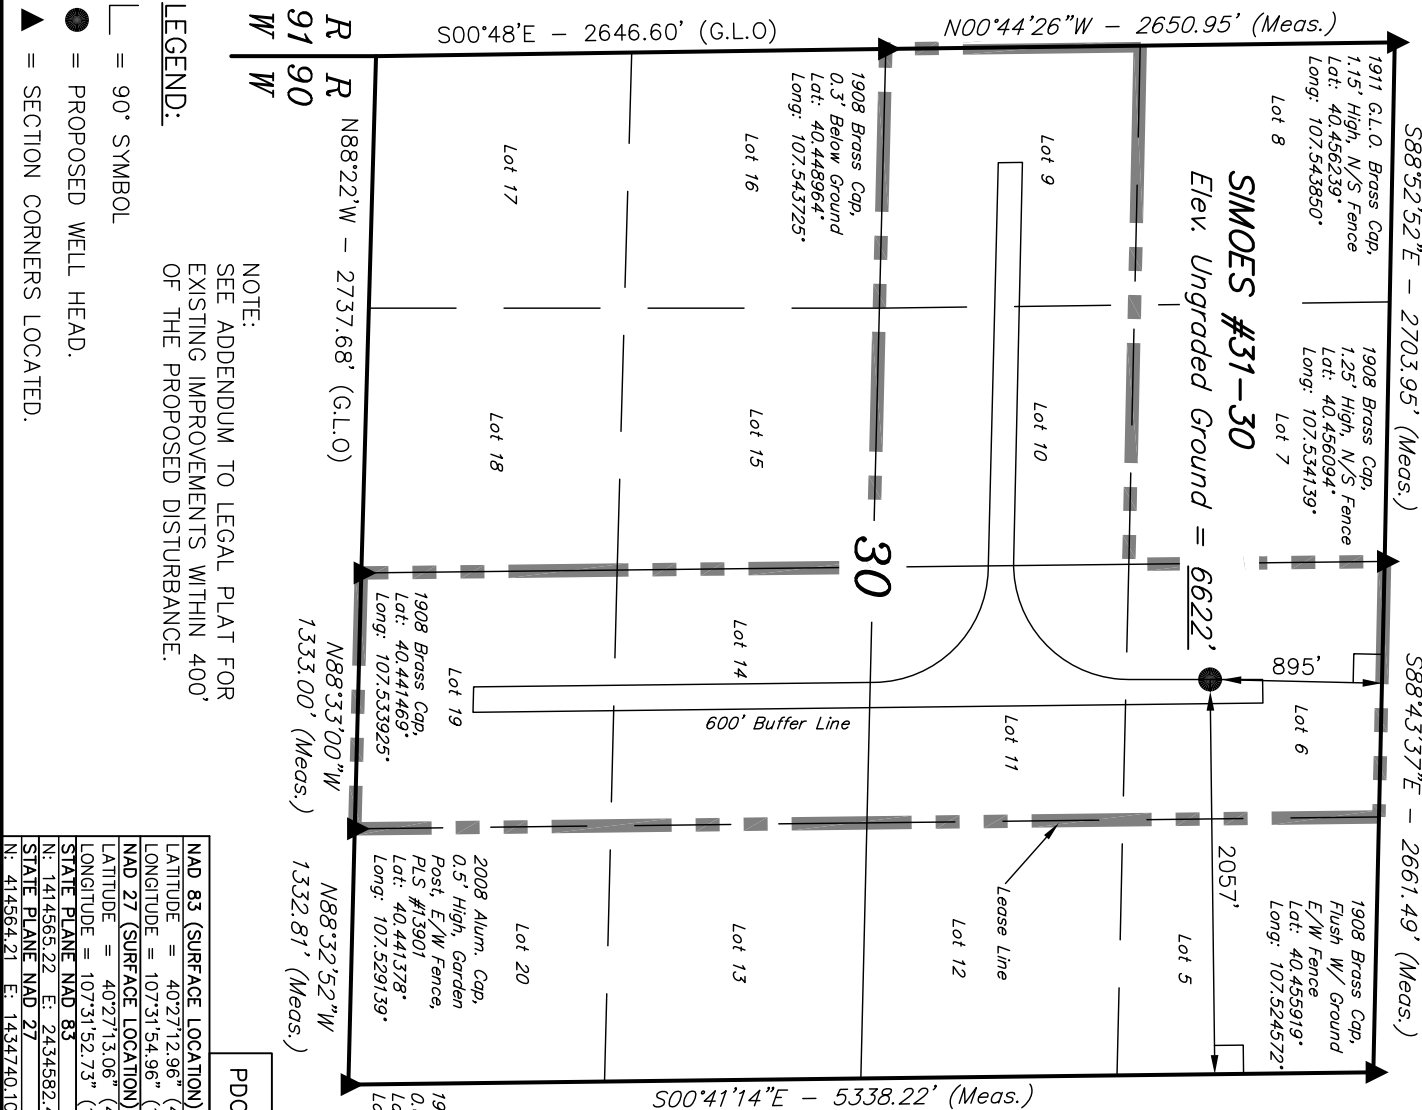 S88°52'52"E – 2703.95' (Meas.)
S88°43'37"E – 2661.49' (Meas.)
1911 G.L.O. Brass Cap,
1.15' High, N/S Fence
Lat: 40.456239°
Long: 107.543850°
1908 Brass Cap,
1.25' High, N/S Fence
Lat: 40.456094°
Long: 107.534139°
1908 Brass Cap,
Flush W/ Ground
E/W Fence
Lat: 40.455919°
Long: 107.524572°
N00°44'26"W – 2650.95' (Meas.)
Lot 8
Lot 7
Lot 6
Lot 5
895'
2057'
SIMOES #31-30
Elev. Ungraded Ground = 6622'
Lot 9
Lot 10
Lot 11
Lot 12
Lease Line
1908 Brass Cap,
0.3' Below Ground
Lat: 40.448964°
Long: 107.543725°
30
600' Buffer Line
S00°48'E – 2646.60' (G.L.O)
Lot 16
Lot 15
Lot 14
Lot 13
Lot 17
Lot 18
Lot 19
Lot 20
1908 Brass Cap,
Lat: 40.441469°
Long: 107.533925°
2008 Alum. Cap,
0.5' High, Garden
Post, E/W Fence,
PLS #13901
Lat: 40.441378°
Long: 107.529139°
S00°41'14"E – 5338.22' (Meas.)
R R
91 90
W W
N88°22'W – 2737.68' (G.L.O)
N88°33'00"W
1333.00' (Meas.)
N88°32'52"W
1332.81' (Meas.)
NOTE:
SEE ADDENDUM TO LEGAL PLAT FOR
EXISTING IMPROVEMENTS WITHIN 400'
OF THE PROPOSED DISTURBANCE.
LEGEND:
= 90° SYMBOL
= PROPOSED WELL HEAD.
= SECTION CORNERS LOCATED.
PDO
NAD 83 (SURFACE LOCATION)
LATITUDE = 40°27'12.96"
LONGITUDE = 107°31'54.96"
NAD 27 (SURFACE LOCATION)
LATITUDE = 40°27'13.06"
LONGITUDE = 107°31'52.73"
STATE PLANE NAD 83
N: 1414565.22 E: 2434582.
STATE PLANE NAD 27
N: 414564.21 E: 1434740.10